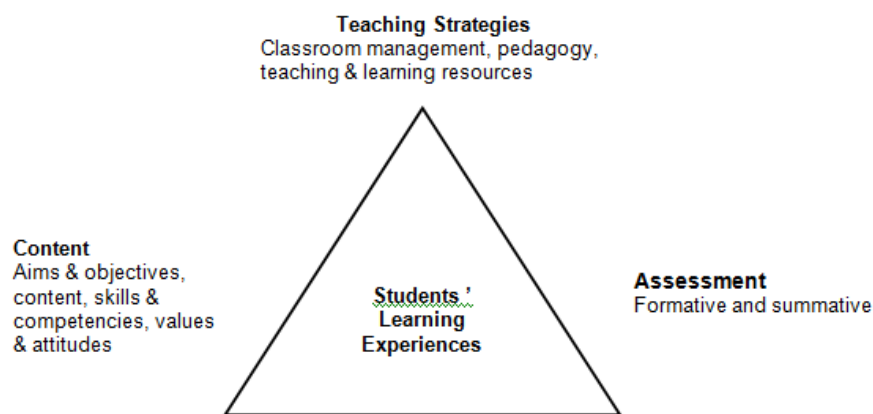 Teaching Strategies
Classroom management, pedagogy,
teaching & learning resources
Content
Aims & objectives,
content, skills &
competencies, values
& attitudes
Students ’
Learning
Experiences
Assessment
Formative and summative